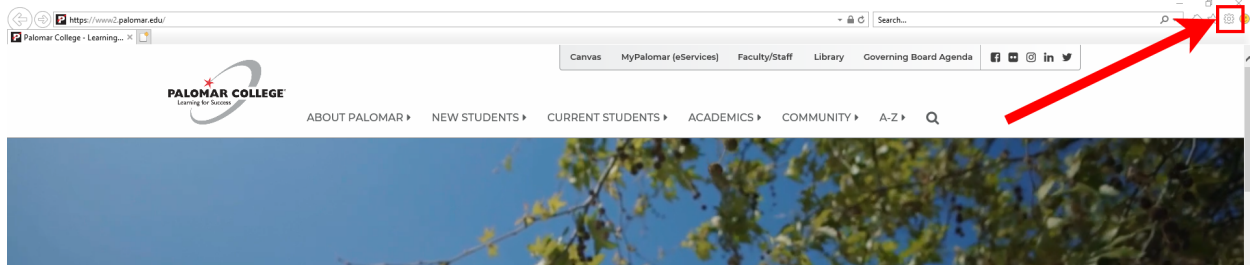 https://www2.palomar.edu/
Search...
Palomar College - Learning...
Canvas MyPalomar (eServices) Faculty/Staff Library Governing Board Agenda
PALOMAR COLLEGE
Learning for Success
ABOUT PALOMAR NEW STUDENTS CURRENT STUDENTS ACADEMICS COMMUNITY A-Z